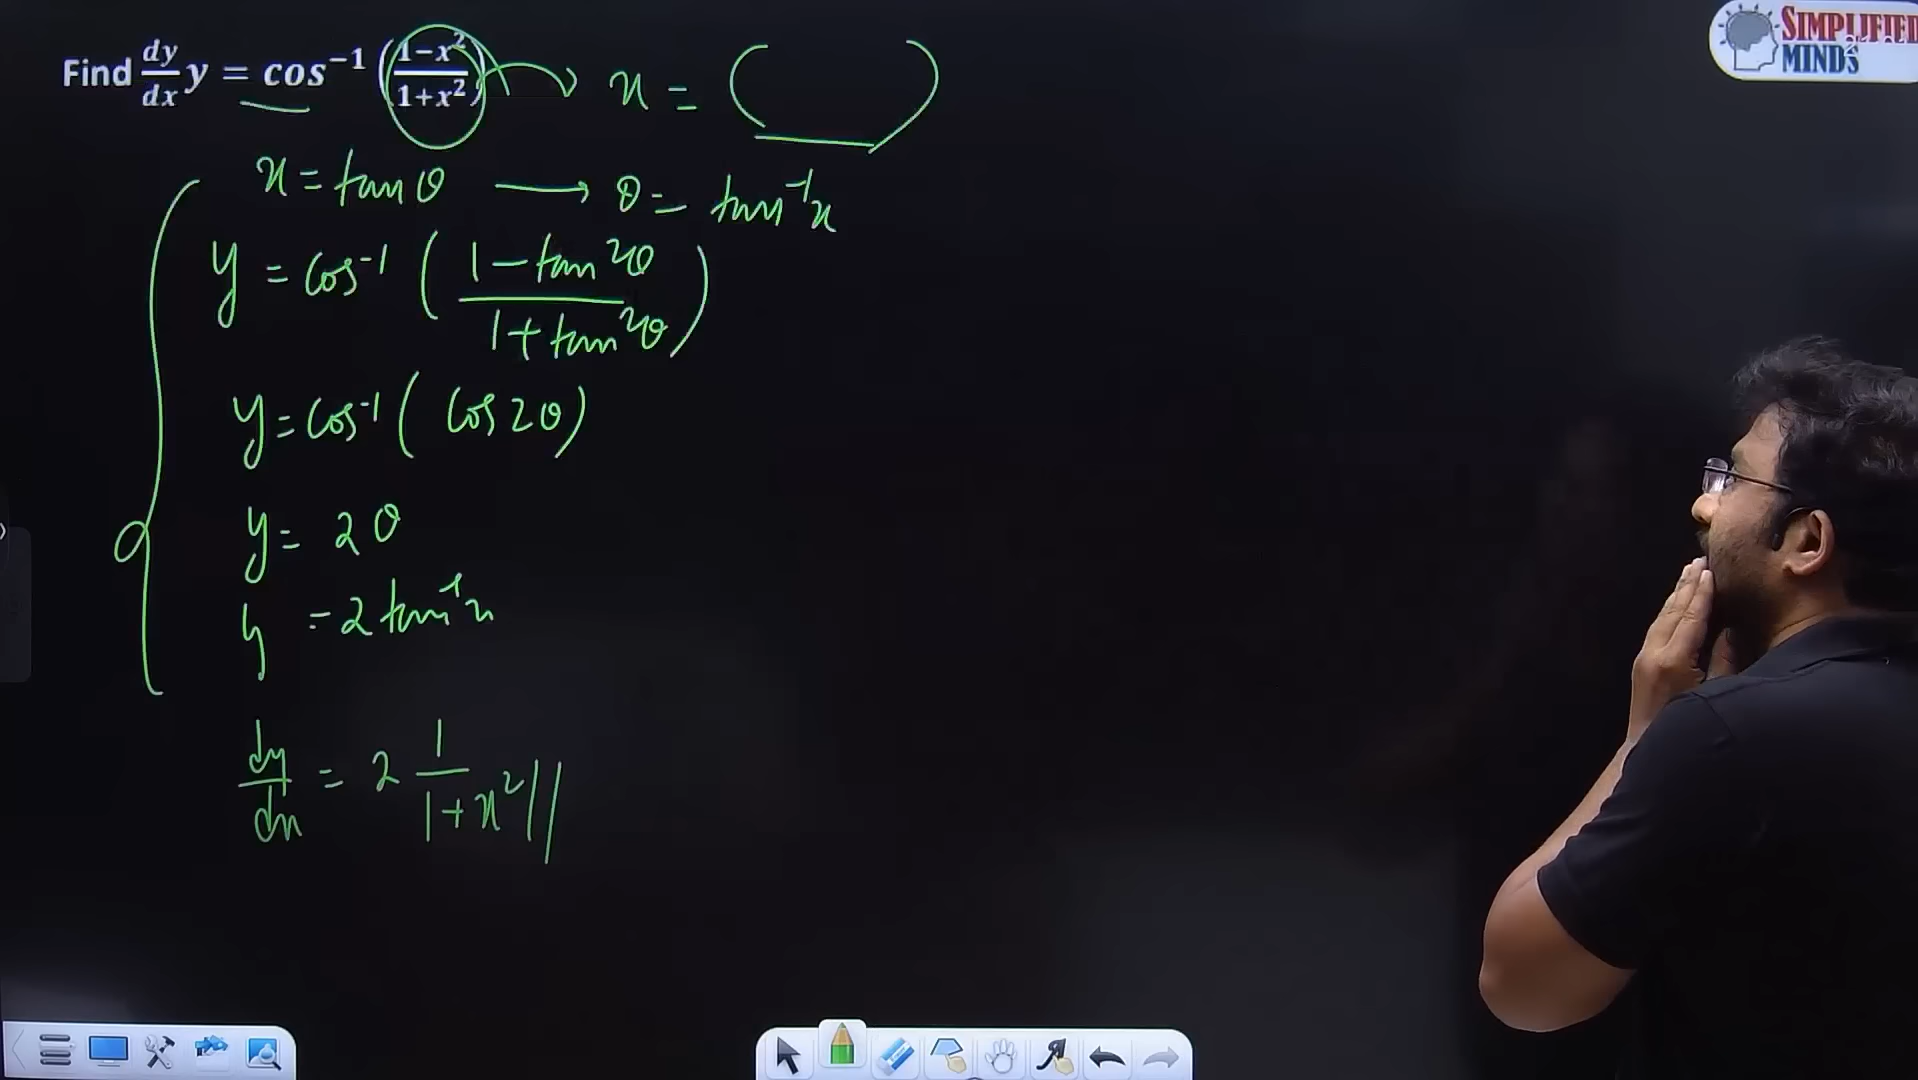 Find dy/dx y = cos⁻¹ (1-x²/1+x²)
x = ( )
x = tan θ → θ = tan⁻¹x
y = cos⁻¹ (1 - tan²θ / 1 + tan²θ)
y = cos⁻¹ ( cos 2θ)
y = 2θ
y = 2 tan⁻¹x
dy/dx = 2 1/1+x² //
SIMPLIFIED
MINDS